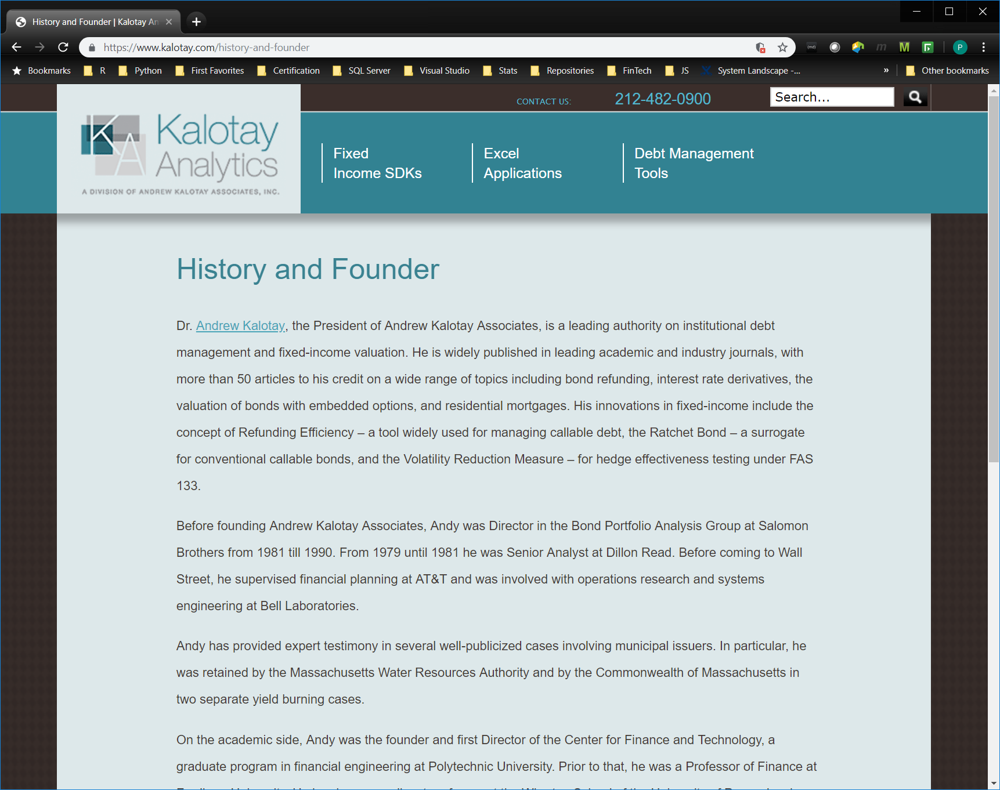 History and Founder | Kalotay An
https://www.kalotay.com/history-and-founder
Bookmarks R Python First Favorites Certification SQL Server Visual Studio Stats Repositories FinTech JS System Landscape -... » Other bookmarks
CONTACT US: 212-482-0900 Search...
KA
Kalotay
Analytics
A DIVISION OF ANDREW KALOTAY ASSOCIATES, INC.
Fixed
Income SDKs
Excel
Applications
Debt Management
Tools
History and Founder
Dr. Andrew Kalotay, the President of Andrew Kalotay Associates, is a leading authority on institutional debt
management and fixed-income valuation. He is widely published in leading academic and industry journals, with
more than 50 articles to his credit on a wide range of topics including bond refunding, interest rate derivatives, the
valuation of bonds with embedded options, and residential mortgages. His innovations in fixed-income include the
concept of Refunding Efficiency – a tool widely used for managing callable debt, the Ratchet Bond – a surrogate
for conventional callable bonds, and the Volatility Reduction Measure – for hedge effectiveness testing under FAS
133.
Before founding Andrew Kalotay Associates, Andy was Director in the Bond Portfolio Analysis Group at Salomon
Brothers from 1981 till 1990. From 1979 until 1981 he was Senior Analyst at Dillon Read. Before coming to Wall
Street, he supervised financial planning at AT&T and was involved with operations research and systems
engineering at Bell Laboratories.
Andy has provided expert testimony in several well-publicized cases involving municipal issuers. In particular, he
was retained by the Massachusetts Water Resources Authority and by the Commonwealth of Massachusetts in
two separate yield burning cases.
On the academic side, Andy was the founder and first Director of the Center for Finance and Technology, a
graduate program in financial engineering at Polytechnic University. Prior to that, he was a Professor of Finance at